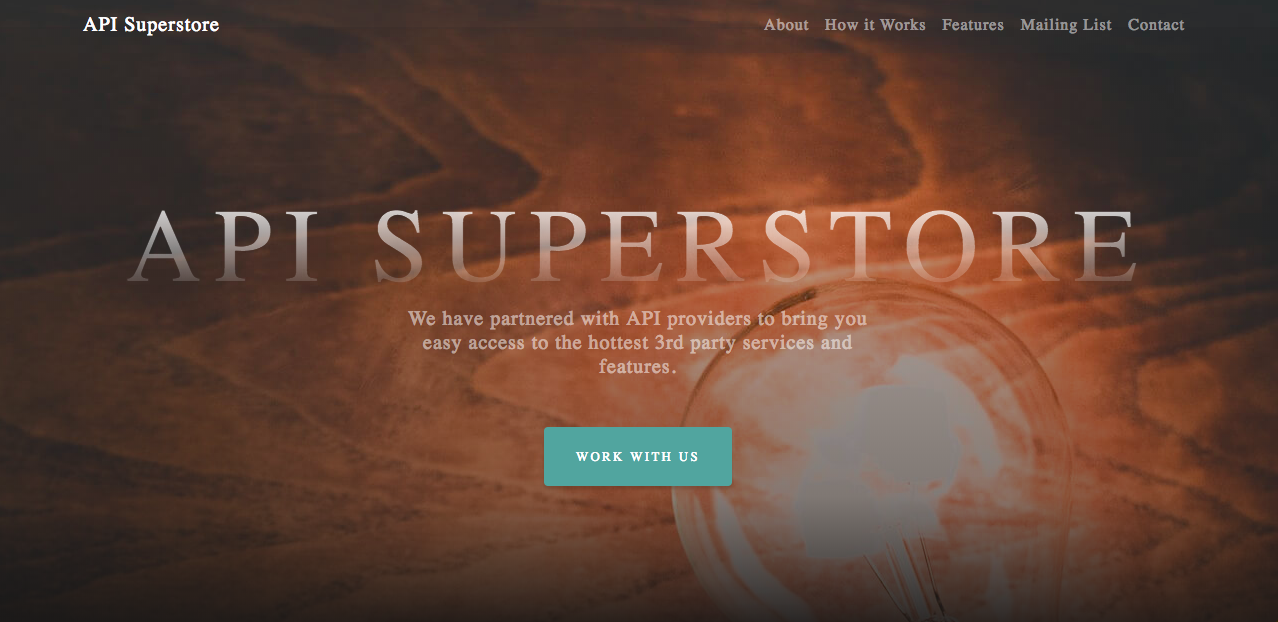 API Superstore
About How it Works Features Mailing List Contact
API SUPERSTORE
We have partnered with API providers to bring you
easy access to the hottest 3rd party services and
features.
WORK WITH US